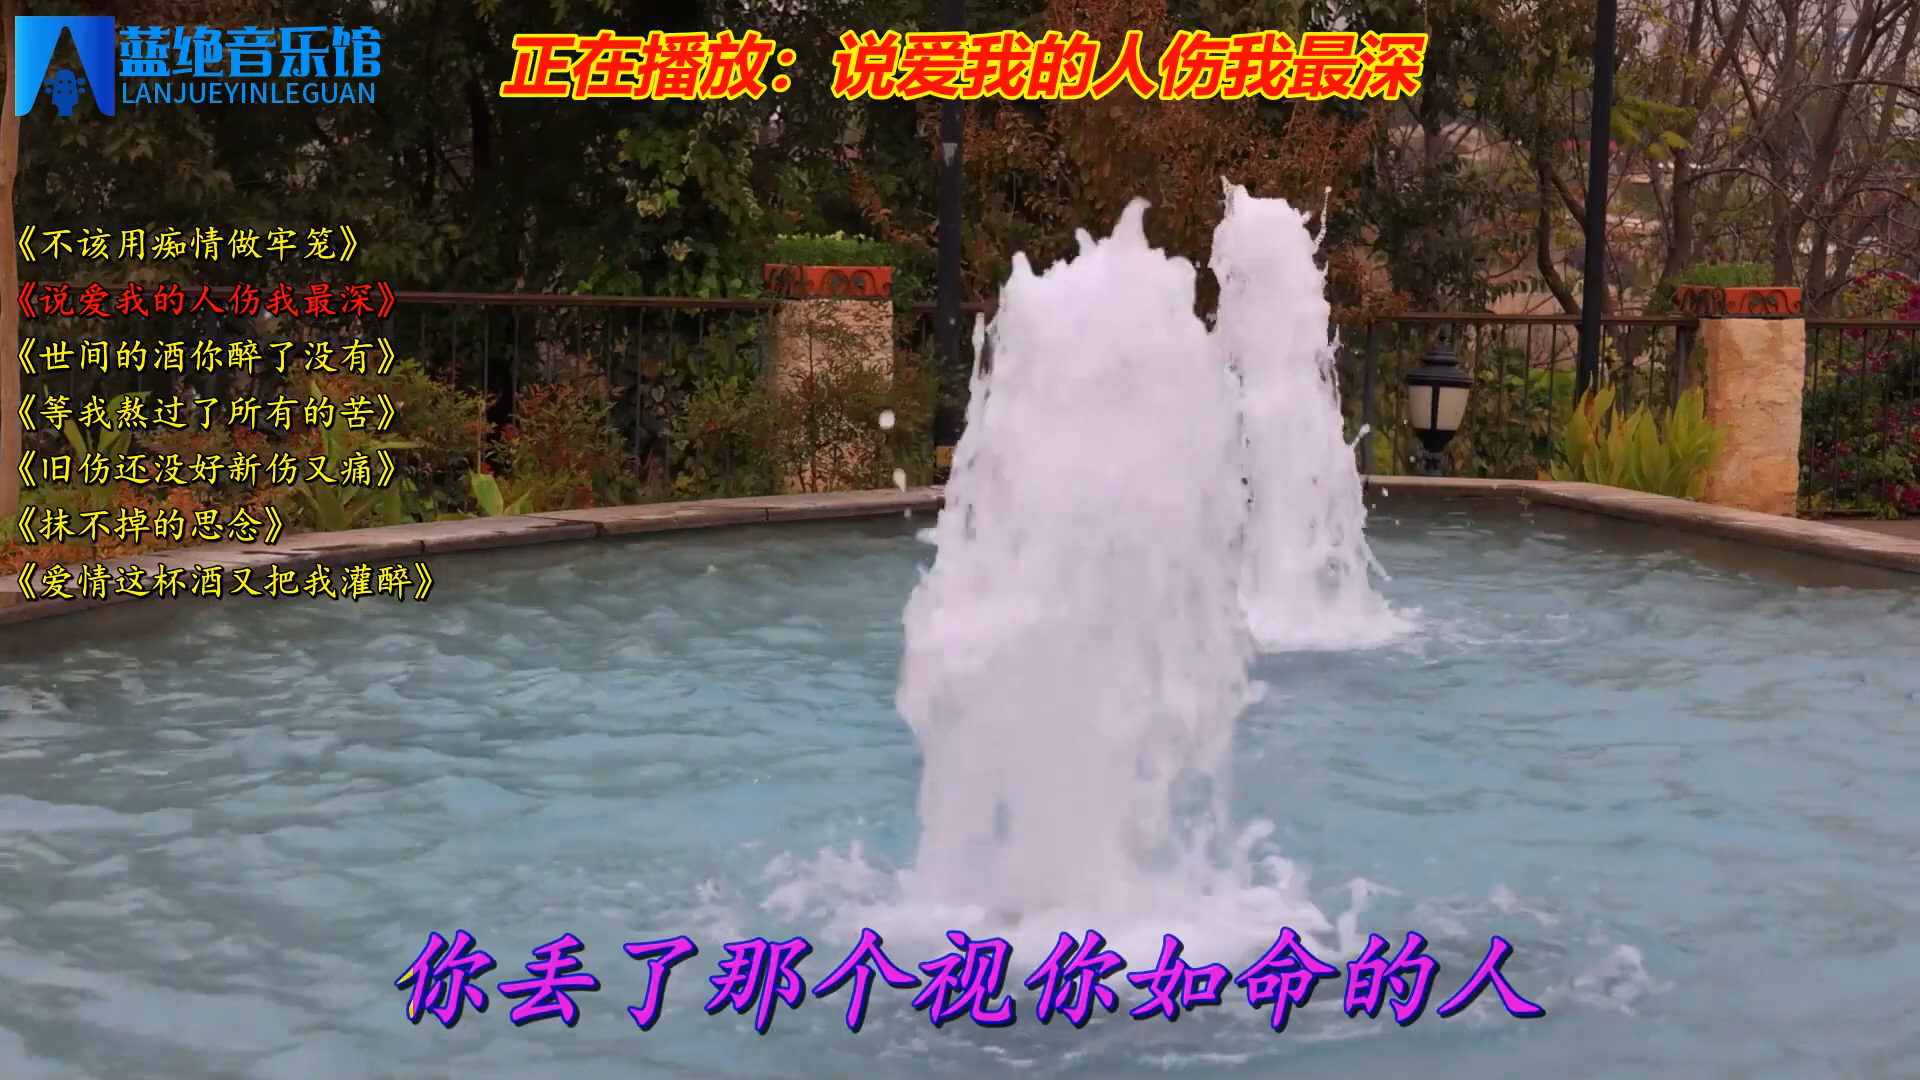 蓝绝音乐馆
LANJUEYINLEGUAN
正在播放：说爱我的人伤我最深
《不该用痴情做牢笼》
《说爱我的人伤我最深》
《世间的酒你醉了没有》
《等我熬过了所有的苦》
《旧伤还没好新伤又痛》
《抹不掉的思念》
《爱情这杯酒又把我灌醉》
你丢了那个视你如命的人